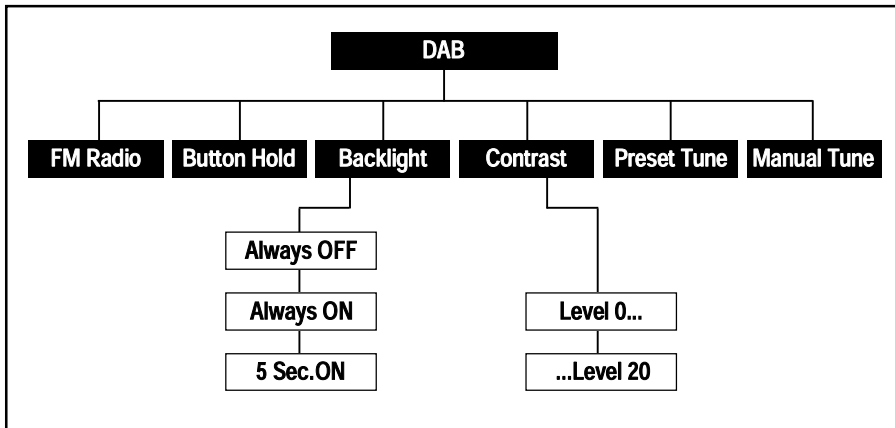 DAB
FM Radio Button Hold Backlight Contrast Preset Tune Manual Tune
Always OFF
Always ON Level 0...
5 Sec.ON ...Level 20